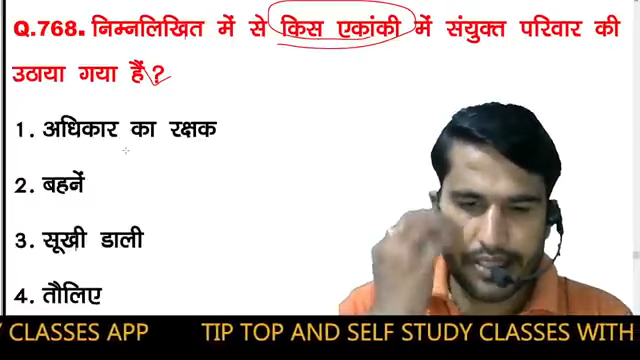 Q.768. निम्नलिखित में से किस एकांकी में संयुक्त परिवार की
उठाया गया हैं ?
1. अधिकार का रक्षक
2. बहनें
3. सूखी डाली
4. तौलिए
Y CLASSES APP TIP TOP AND SELF STUDY CLASSES WITH